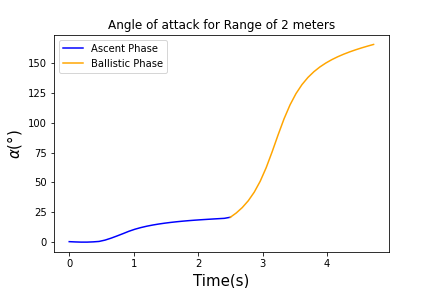 Angle of attack for Range of 2 meters
Ascent Phase
Ballistic Phase
150
125
100
75
50
25
0
α(°)
0 1 2 3 4
Time(s)